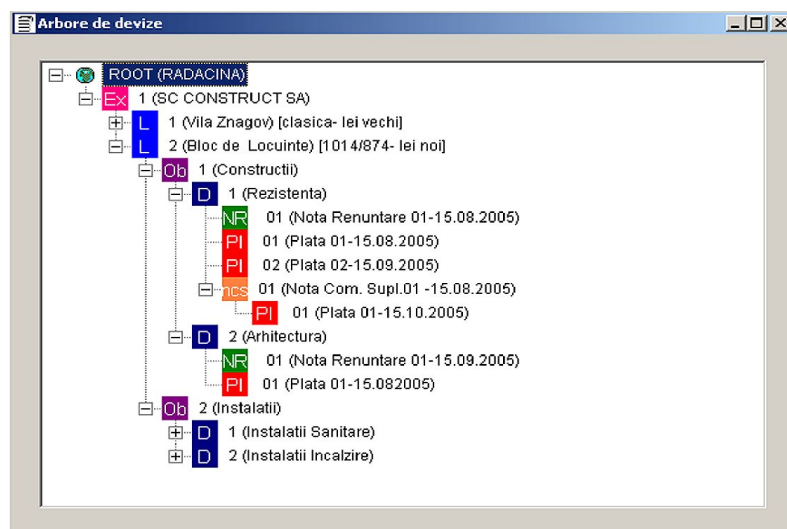 Arbore de devize
ROOT (RADACINA)
Ex 1 (SC CONSTRUCT SA)
L 1 (Vila Znagov) [clasica- lei vechi]
L 2 (Bloc de Locuinte) [1014/874- lei noi]
Ob 1 (Constructii)
D 1 (Rezistenta)
NR 01 (Nota Renuntare 01-15.08.2005)
Pl 01 (Plata 01-15.08.2005)
Pl 02 (Plata 02-15.09.2005)
ncs 01 (Nota Com. Supl.01 -15.08.2005)
Pl 01 (Plata 01-15.10.2005)
D 2 (Arhitectura)
NR 01 (Nota Renuntare 01-15.09.2005)
Pl 01 (Plata 01-15.082005)
Ob 2 (Instalatii)
D 1 (Instalatii Sanitare)
D 2 (Instalatii Incalzire)